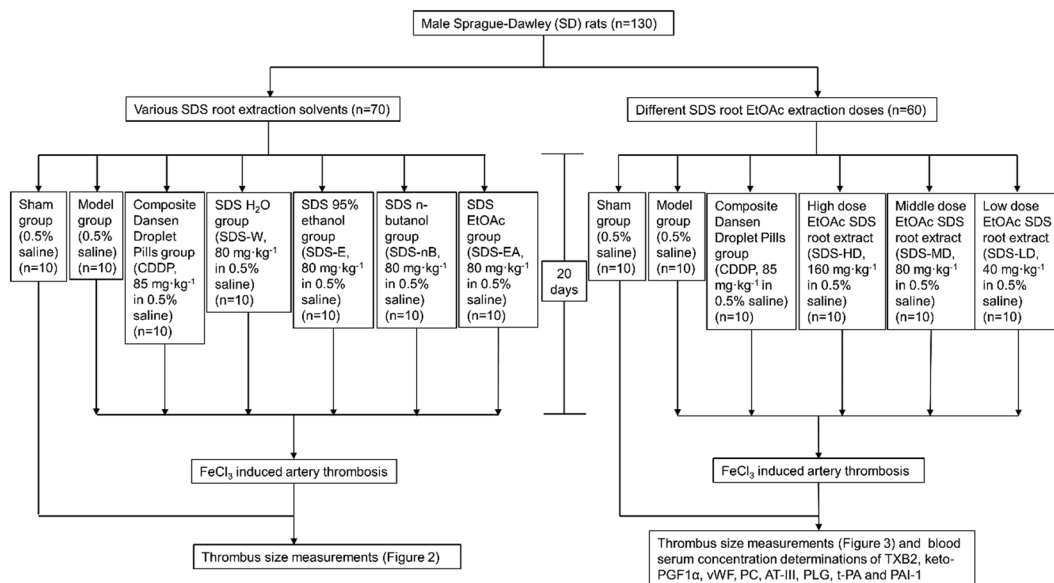 Male Sprague-Dawley (SD) rats (n=130)
Various SDS root extraction solvents (n=70)
Different SDS root EtOAc extraction doses (n=60)
Sham
group
(0.5%
saline)
(n=10)
Model
group
(0.5%
saline)
(n=10)
Composite
Dansen
Droplet
Pills group
(CDDP,
85 mg·kg⁻¹
in 0.5%
saline)
(n=10)
SDS H₂O
group
(SDS-W,
80 mg·kg⁻¹
in 0.5%
saline)
(n=10)
SDS 95%
ethanol
group
(SDS-E,
80 mg·kg⁻¹
in 0.5%
saline)
(n=10)
SDS n-
butanol
group
(SDS-nB,
80 mg·kg⁻¹
in 0.5%
saline)
(n=10)
SDS
EtOAc
group
(SDS-EA,
80 mg·kg⁻¹
in 0.5%
saline)
(n=10)
20
days
Sham
group
(0.5%
saline)
(n=10)
Model
group
(0.5%
saline)
(n=10)
Composite
Dansen
Droplet Pills
group
(CDDP, 85
mg·kg⁻¹ in
0.5% saline)
(n=10)
High dose
EtOAc SDS
root extract
(SDS-HD,
160 mg·kg⁻¹
in 0.5%
saline)
(n=10)
Middle dose
EtOAc SDS
root extract
(SDS-MD,
80 mg·kg⁻¹
in 0.5%
saline)
(n=10)
Low dose
EtOAc SDS
root extract
(SDS-LD,
40 mg·kg⁻¹
in 0.5%
saline)
(n=10)
FeCl₃ induced artery thrombosis
FeCl₃ induced artery thrombosis
Thrombus size measurements (Figure 2)
Thrombus size measurements (Figure 3) and blood
serum concentration determinations of TXB2, keto-
PGF1α, vWF, PC, AT-III, PLG, t-PA and PAI-1